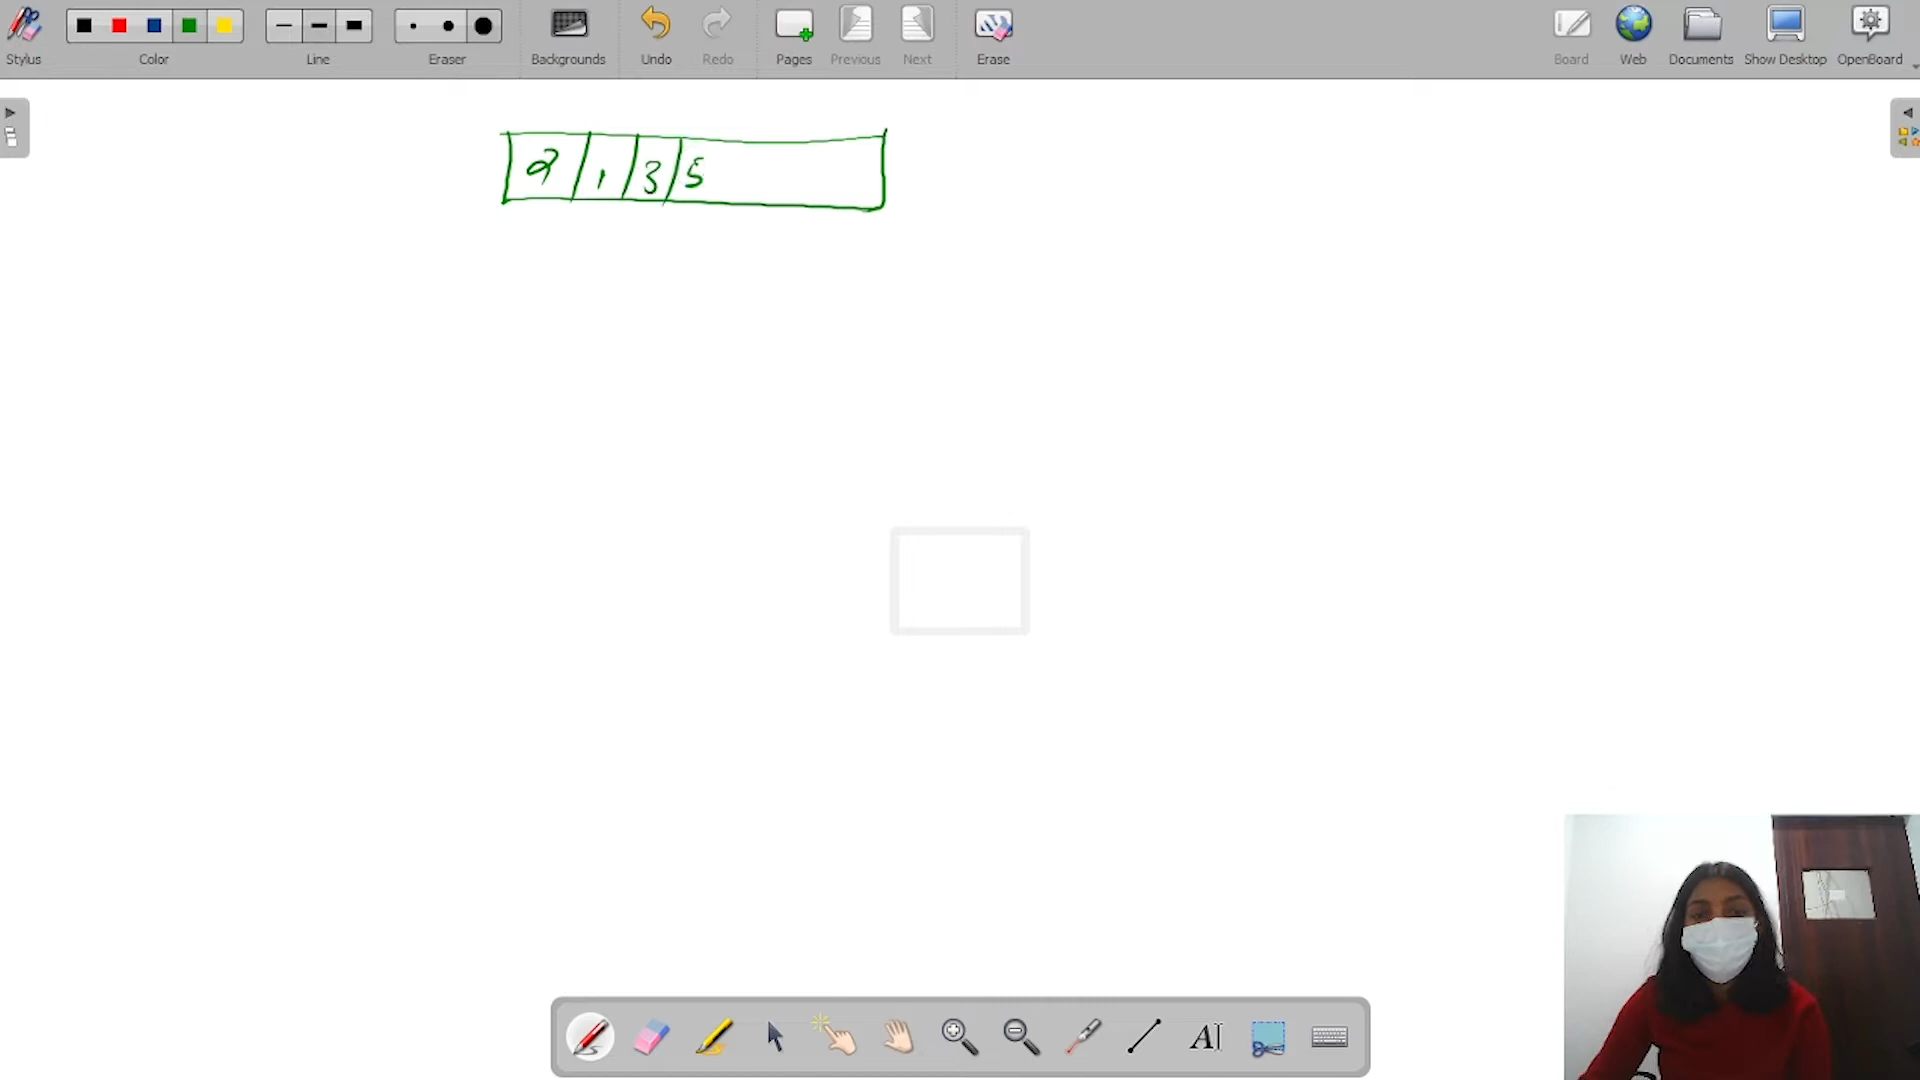 Stylus Color Line Eraser Backgrounds Undo Redo Pages Previous Next Erase Board Web Documents Show Desktop OpenBoard
2 1 3 5
A